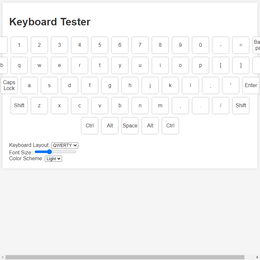 Keyboard Tester
1 2 3 4 5 6 7 8 9 0 - =
q w e r t y u i o p [ ]
Caps Lock a s d f g h j k l ; ' Enter
Shift z x c v b n m , . / Shift
Ctrl Alt Space Alt Ctrl
Keyboard Layout: QWERTY
Font Size:
Color Scheme: Light